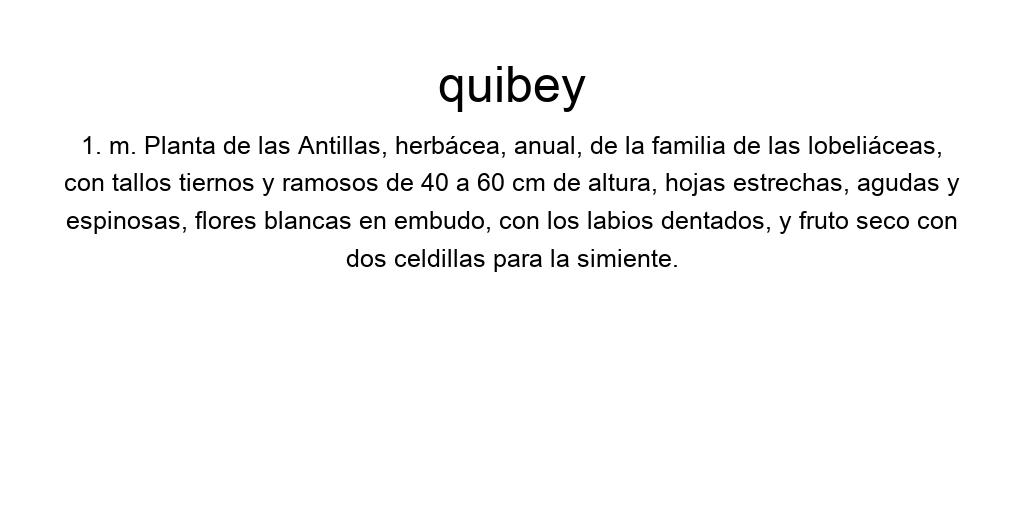 quibey
1. m. Planta de las Antillas, herbácea, anual, de la familia de las lobeliáceas,
con tallos tiernos y ramosos de 40 a 60 cm de altura, hojas estrechas, agudas y
espinosas, flores blancas en embudo, con los labios dentados, y fruto seco con
dos celdillas para la simiente.